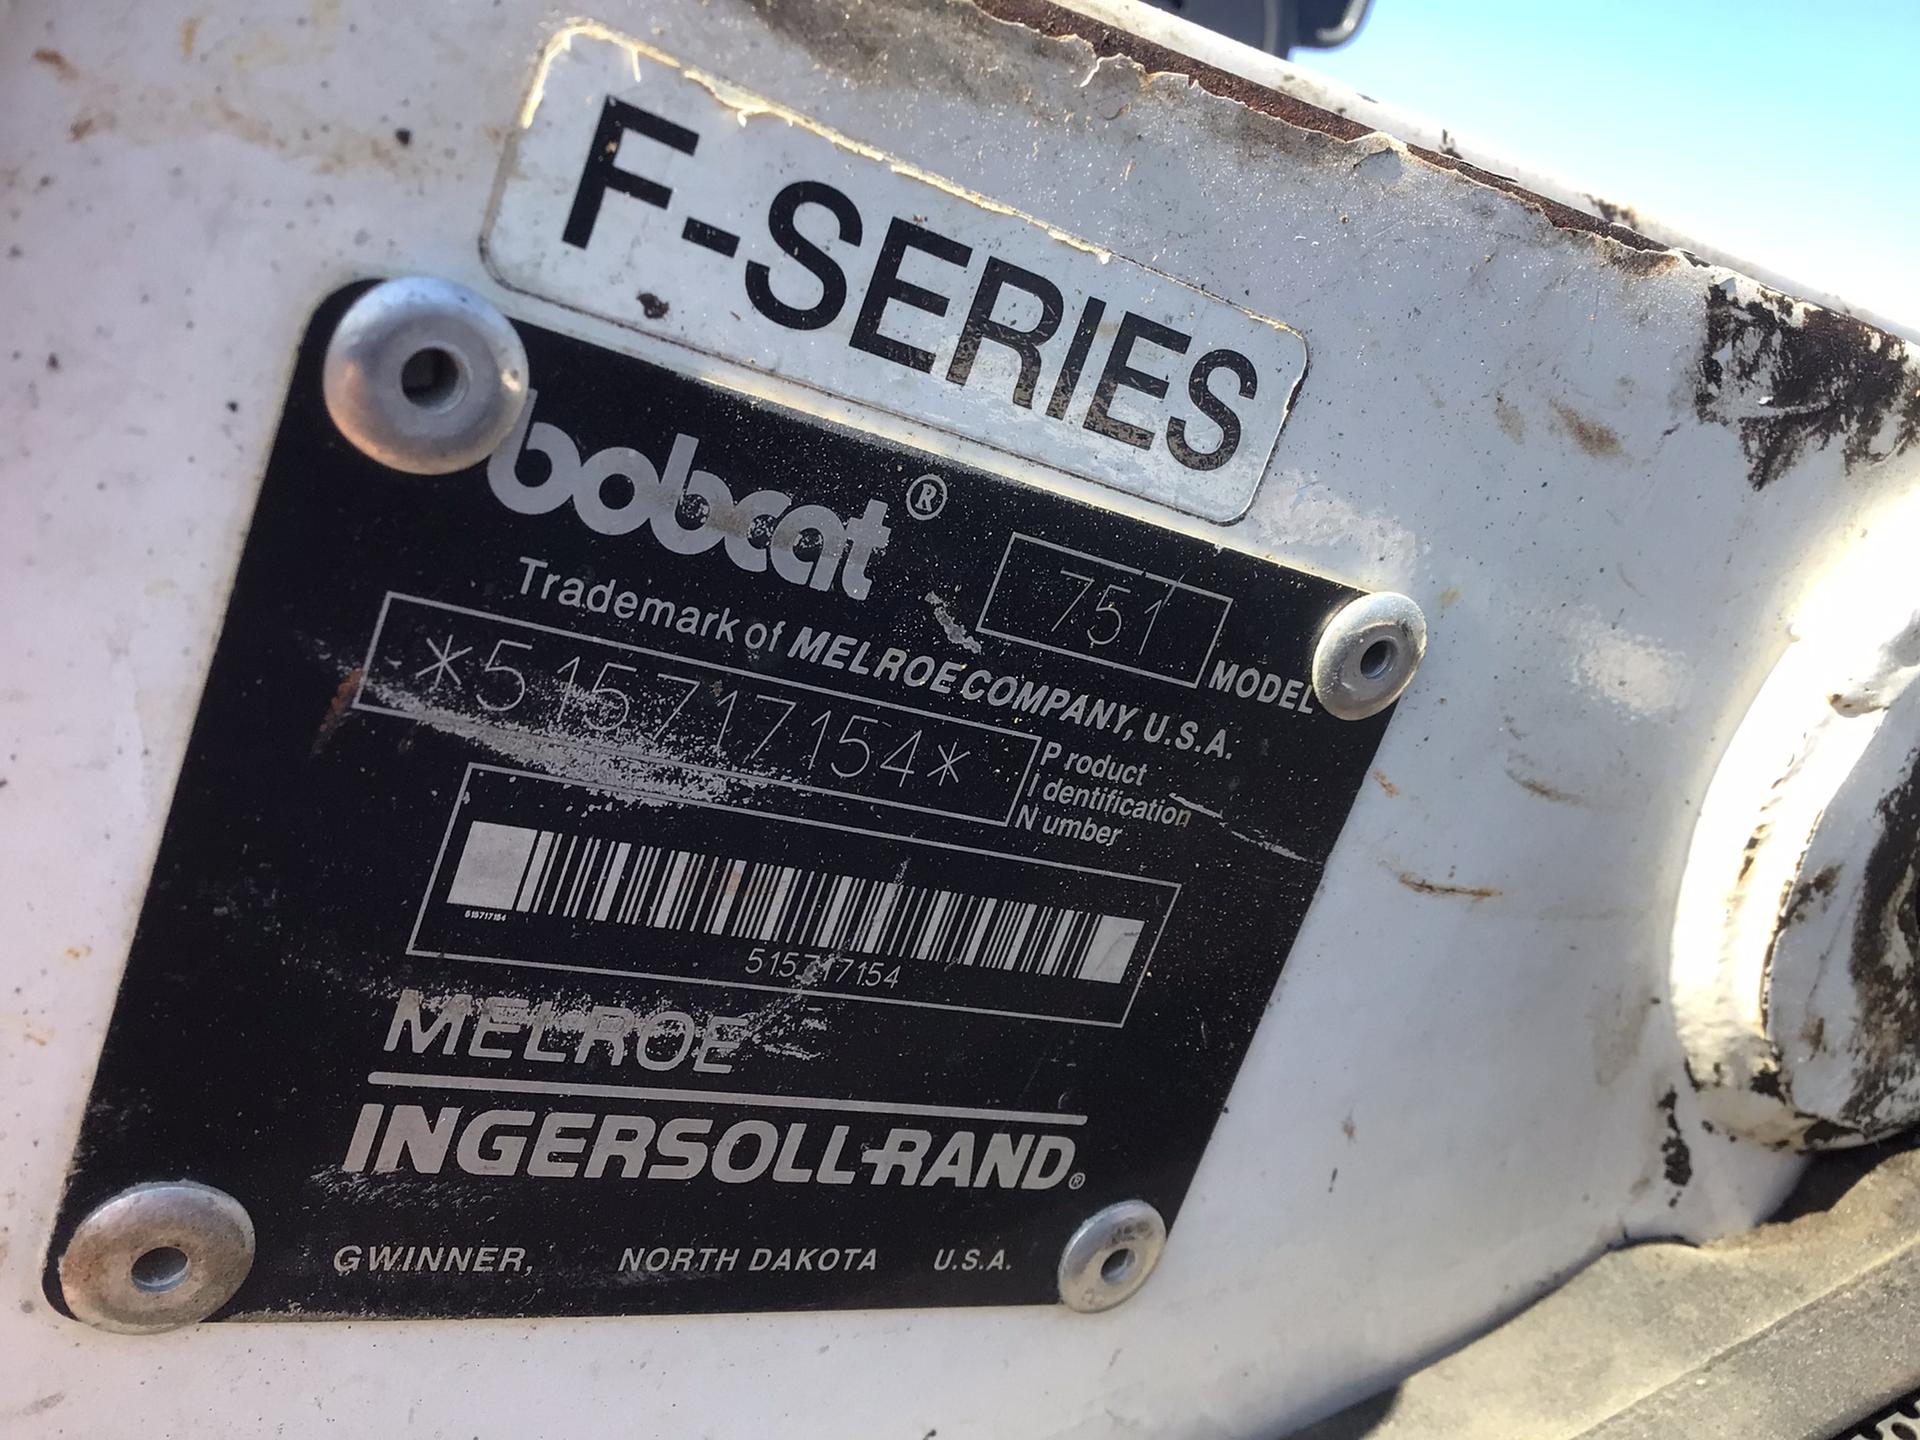 F-SERIES
bobcat®
751 MODEL
Trademark of MELROE COMPANY, U.S.A.
*515717154*
Product
Identification
Number
515717154
515717154
MELROE
INGERSOLL-RAND®
GWINNER, NORTH DAKOTA U.S.A.